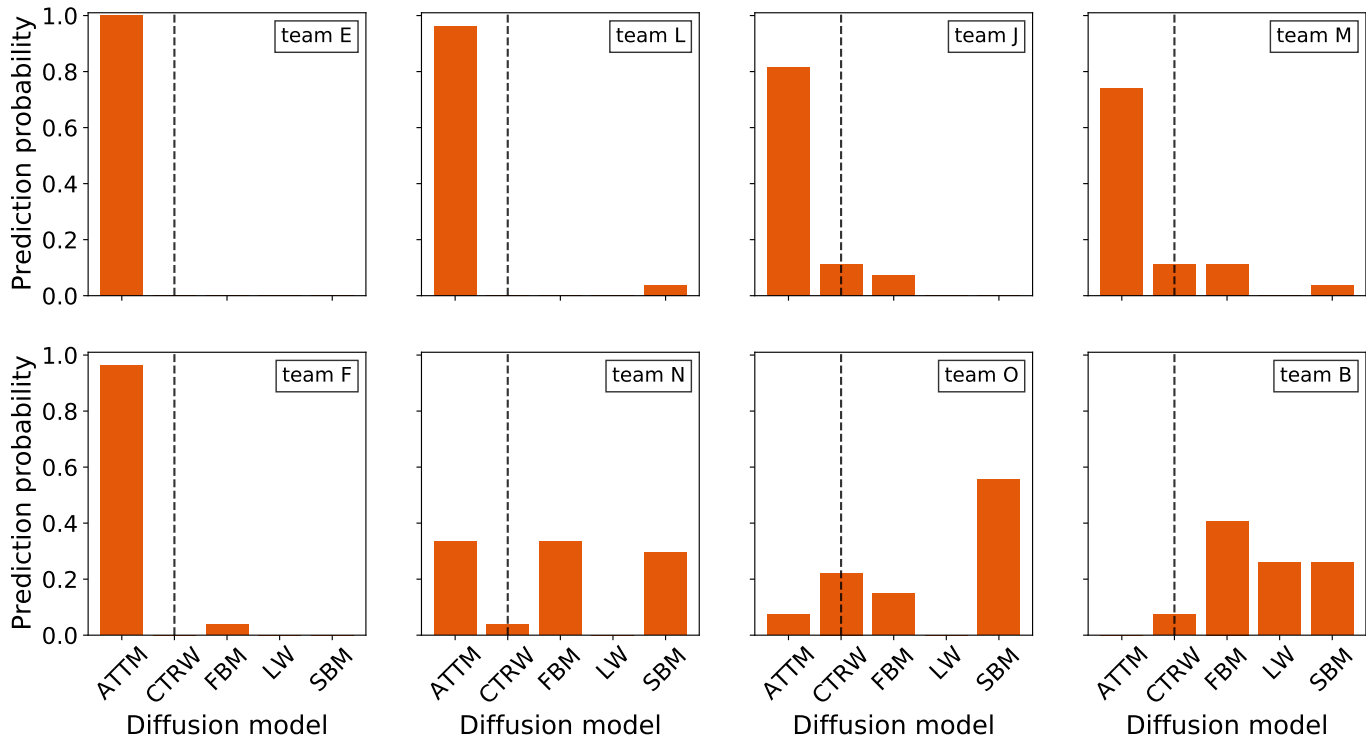 team E
team L
team J
team M
Prediction probability
1.0
0.8
0.6
0.4
0.2
0.0
team F
team N
team O
team B
Prediction probability
1.0
0.8
0.6
0.4
0.2
0.0
ATTM CTRW FBM LW SBM
ATTM CTRW FBM LW SBM
ATTM CTRW FBM LW SBM
ATTM CTRW FBM LW SBM
Diffusion model
Diffusion model
Diffusion model
Diffusion model